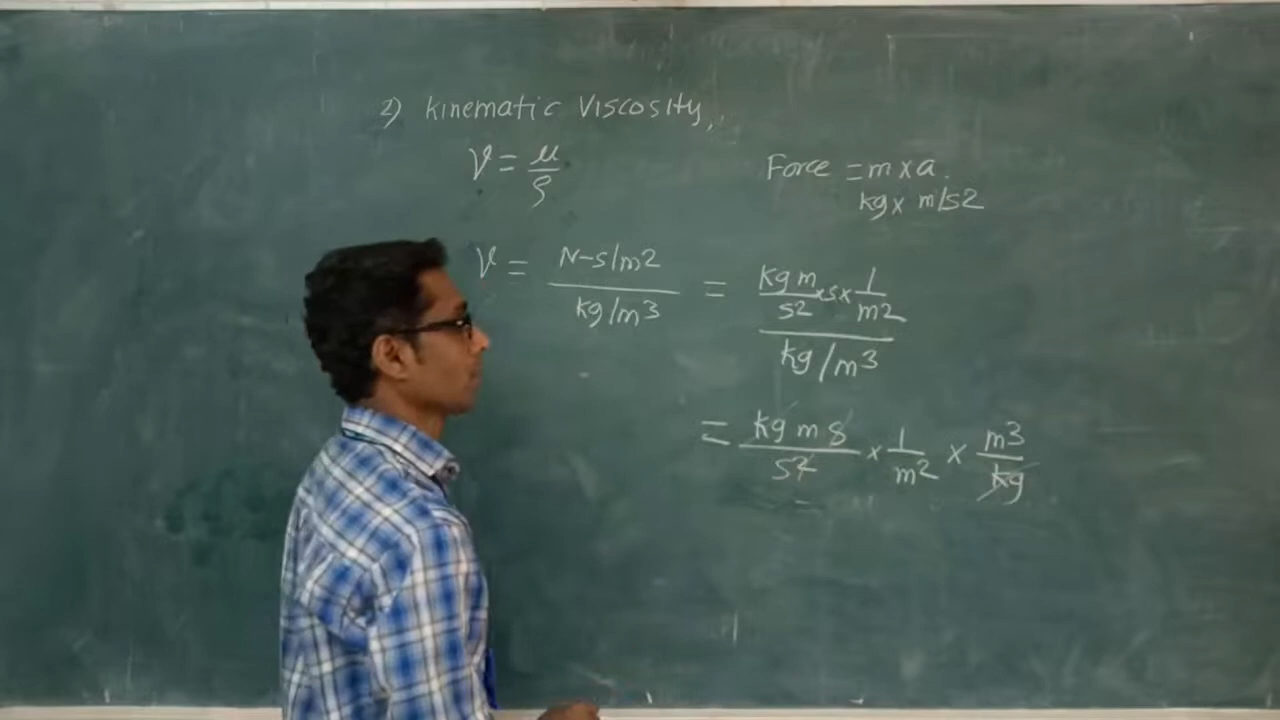 2) Kinematic Viscosity,
ν = μ/ρ
Force = m x a.
kg x m/s2
ν = N-s/m2 / kg/m3 = kg m/s2 x s x 1/m2 / kg/m3
= kg m s/s2 x 1/m2 x m3/kg